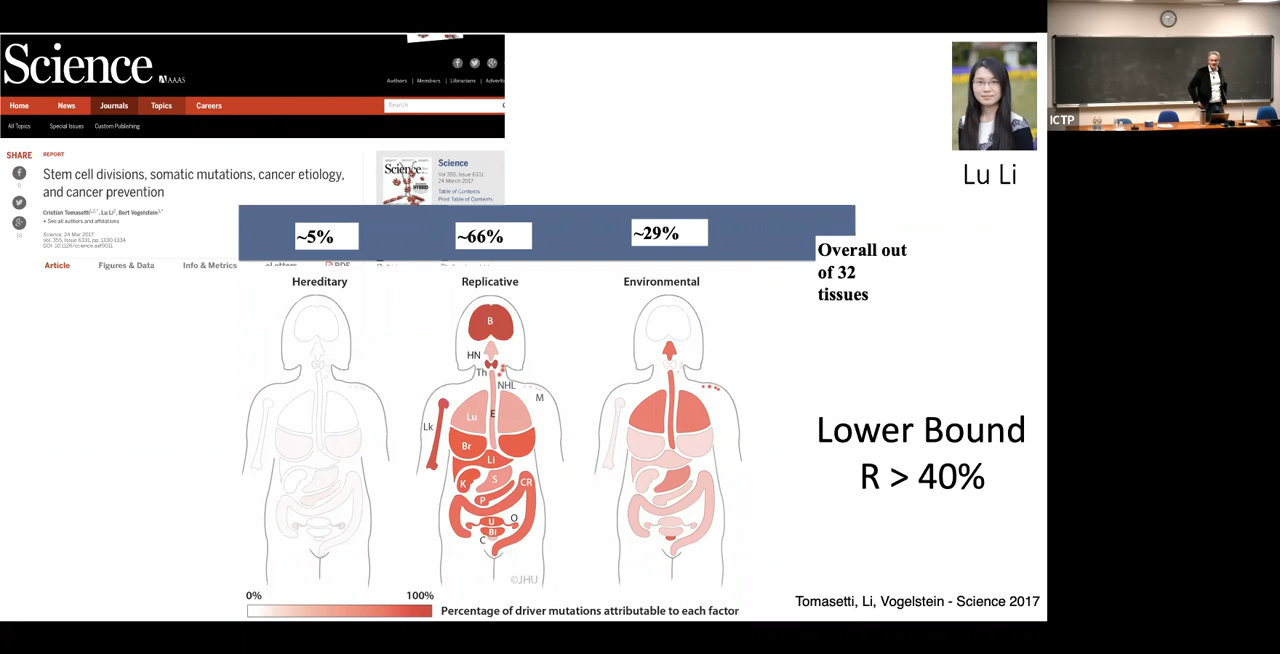 Science
AAAS
Authors | Members | Librarians | Adverti
Home News Journals Topics Careers
Search
All Topics Special Issues Custom Publishing
SHARE
0
REPORT
Stem cell divisions, somatic mutations, cancer etiology,
and cancer prevention
Cristian Tomasetti, Lu Li, Bert Vogelstein
+ See all authors and affiliations
Science 24 Mar 2017:
Vol. 355, Issue 6331, pp. 1330-1334
Article Figures & Data Info & Metrics eLetters PDF
Science
Science
Vol 355, Issue 6331
24 March 2017
Table of Contents
Print Table of Contents
Lu Li
ICTP
~5% ~66% ~29%
Overall out
of 32
tissues
Hereditary Replicative Environmental
B
HN
Th
NHL
M
Lu
E
Lk
Br
Li
K
S
CR
P
U
O
Bl
C
©JHU
Lower Bound
R > 40%
0% 100%
Percentage of driver mutations attributable to each factor
Tomasetti, Li, Vogelstein - Science 2017